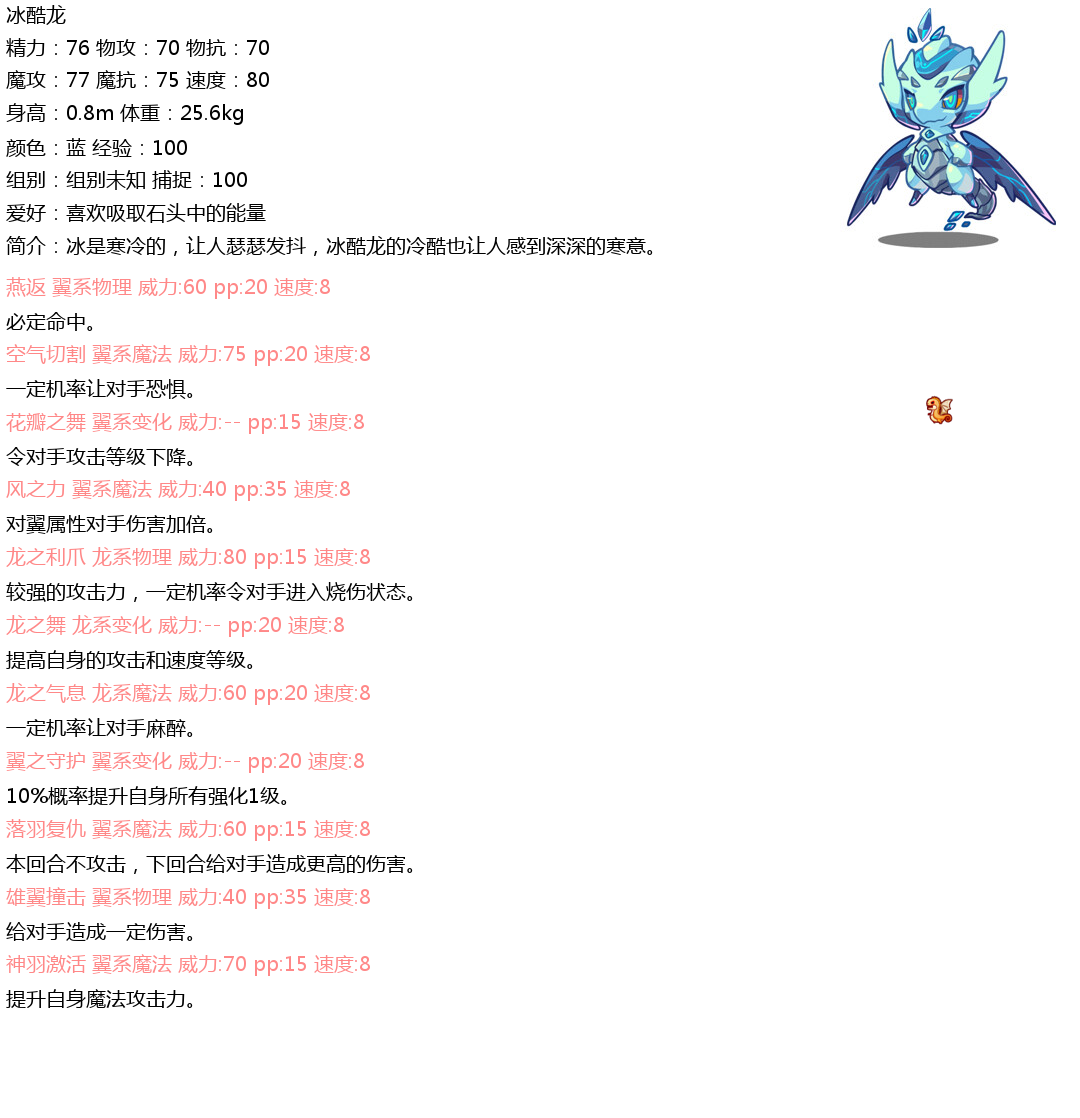 冰酷龙
精力：76 物攻：70 物抗：70
魔攻：77 魔抗：75 速度：80
身高：0.8m 体重：25.6kg
颜色：蓝 经验：100
组别：组别未知 捕捉：100
爱好：喜欢吸取石头中的能量
简介：冰是寒冷的，让人瑟瑟发抖，冰酷龙的冷酷也让人感到深深的寒意。
燕返 翼系物理 威力:60 pp:20 速度:8
必定命中。
空气切割 翼系魔法 威力:75 pp:20 速度:8
一定机率让对手恐惧。
花瓣之舞 翼系变化 威力:-- pp:15 速度:8
令对手攻击等级下降。
风之力 翼系魔法 威力:40 pp:35 速度:8
对翼属性对手伤害加倍。
龙之利爪 龙系物理 威力:80 pp:15 速度:8
较强的攻击力，一定机率令对手进入烧伤状态。
龙之舞 龙系变化 威力:-- pp:20 速度:8
提高自身的攻击和速度等级。
龙之气息 龙系魔法 威力:60 pp:20 速度:8
一定机率让对手麻醉。
翼之守护 翼系变化 威力:-- pp:20 速度:8
10%概率提升自身所有强化1级。
落羽复仇 翼系魔法 威力:60 pp:15 速度:8
本回合不攻击，下回合给对手造成更高的伤害。
雄翼撞击 翼系物理 威力:40 pp:35 速度:8
给对手造成一定伤害。
神羽激活 翼系魔法 威力:70 pp:15 速度:8
提升自身魔法攻击力。